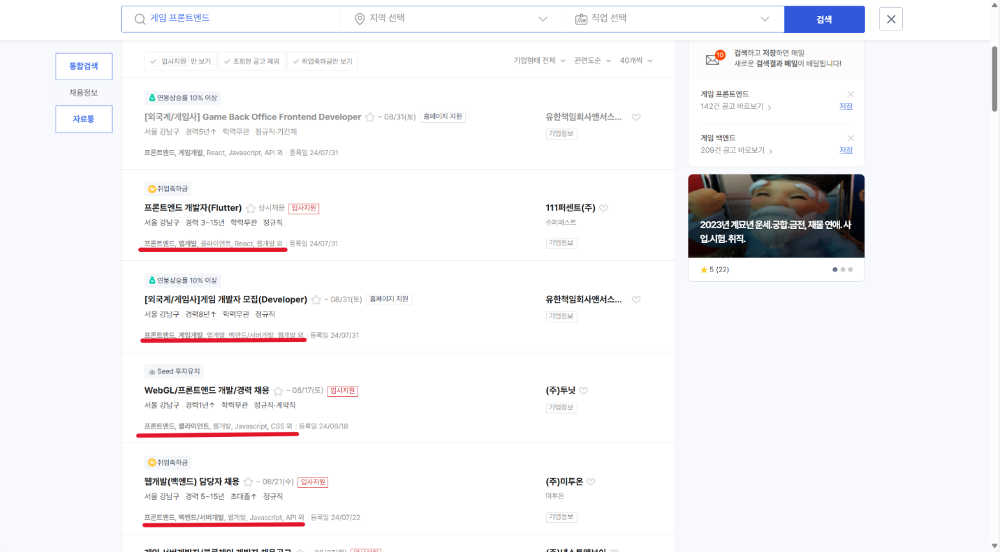 게임 프론트엔드
지역 선택
직업 선택
검색
통합검색
채용정보
자료통
입사지원 만 보기
조회한 공고 제외
취업축하금만 보기
기업형태 전체
관련도순
40개씩
연봉상승률 10% 이상
[외국계/게임사] Game Back Office Frontend Developer ~ 08/31(토) 홈페이지 지원
유한책임회사앤서스...
서울 강남구 경력5년↑ 학력무관 정규직·기간제
기업정보
프론트엔드, 게임개발, React, Javascript, API 외 등록일 24/07/31
취업축하금
프론트엔드 개발자(Flutter) 상시채용 입사지원
111퍼센트(주)
서울 강남구 경력 3~15년 학력무관 정규직
슈퍼패스트
프론트엔드, 앱개발, 클라이언트, React, 웹개발 외 등록일 24/07/31
기업정보
연봉상승률 10% 이상
[외국계/게임사]게임 개발자 모집(Developer) ~ 08/31(토) 홈페이지 지원
유한책임회사앤서스...
서울 강남구 경력8년↑ 학력무관 정규직
기업정보
프론트엔드, 게임개발, 앱개발, 백엔드/서버개발, 웹개발 외 등록일 24/07/31
Seed 투자유치
WebGL/프론트앤드 개발/경력 채용 ~ 08/17(토) 입사지원
(주)투닛
서울 강남구 경력1년↑ 학력무관 정규직·계약직
기업정보
프론트엔드, 클라이언트, 웹개발, Javascript, CSS 외 등록일 24/06/18
취업축하금
웹개발(백엔드) 담당자 채용 ~ 08/21(수) 입사지원
(주)미투온
서울 강남구 경력 5~15년 초대졸↑ 정규직
미투온
프론트엔드, 백엔드/서버개발, 웹개발, Javascript, API 외 등록일 24/07/22
기업정보
10
검색하고 저장하면 매일
새로운 검색결과 메일이 배달됩니다!
게임 프론트엔드
142건 공고 바로보기
저장
게임 백엔드
209건 공고 바로보기
저장
2023년 계묘년 운세.궁합.금전, 재물 연애. 사
업.시험. 취직.
5 (22)